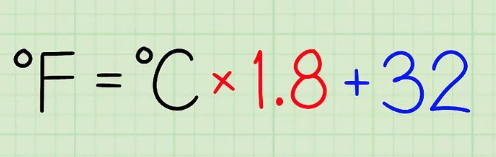 °F = °C × 1.8 + 32